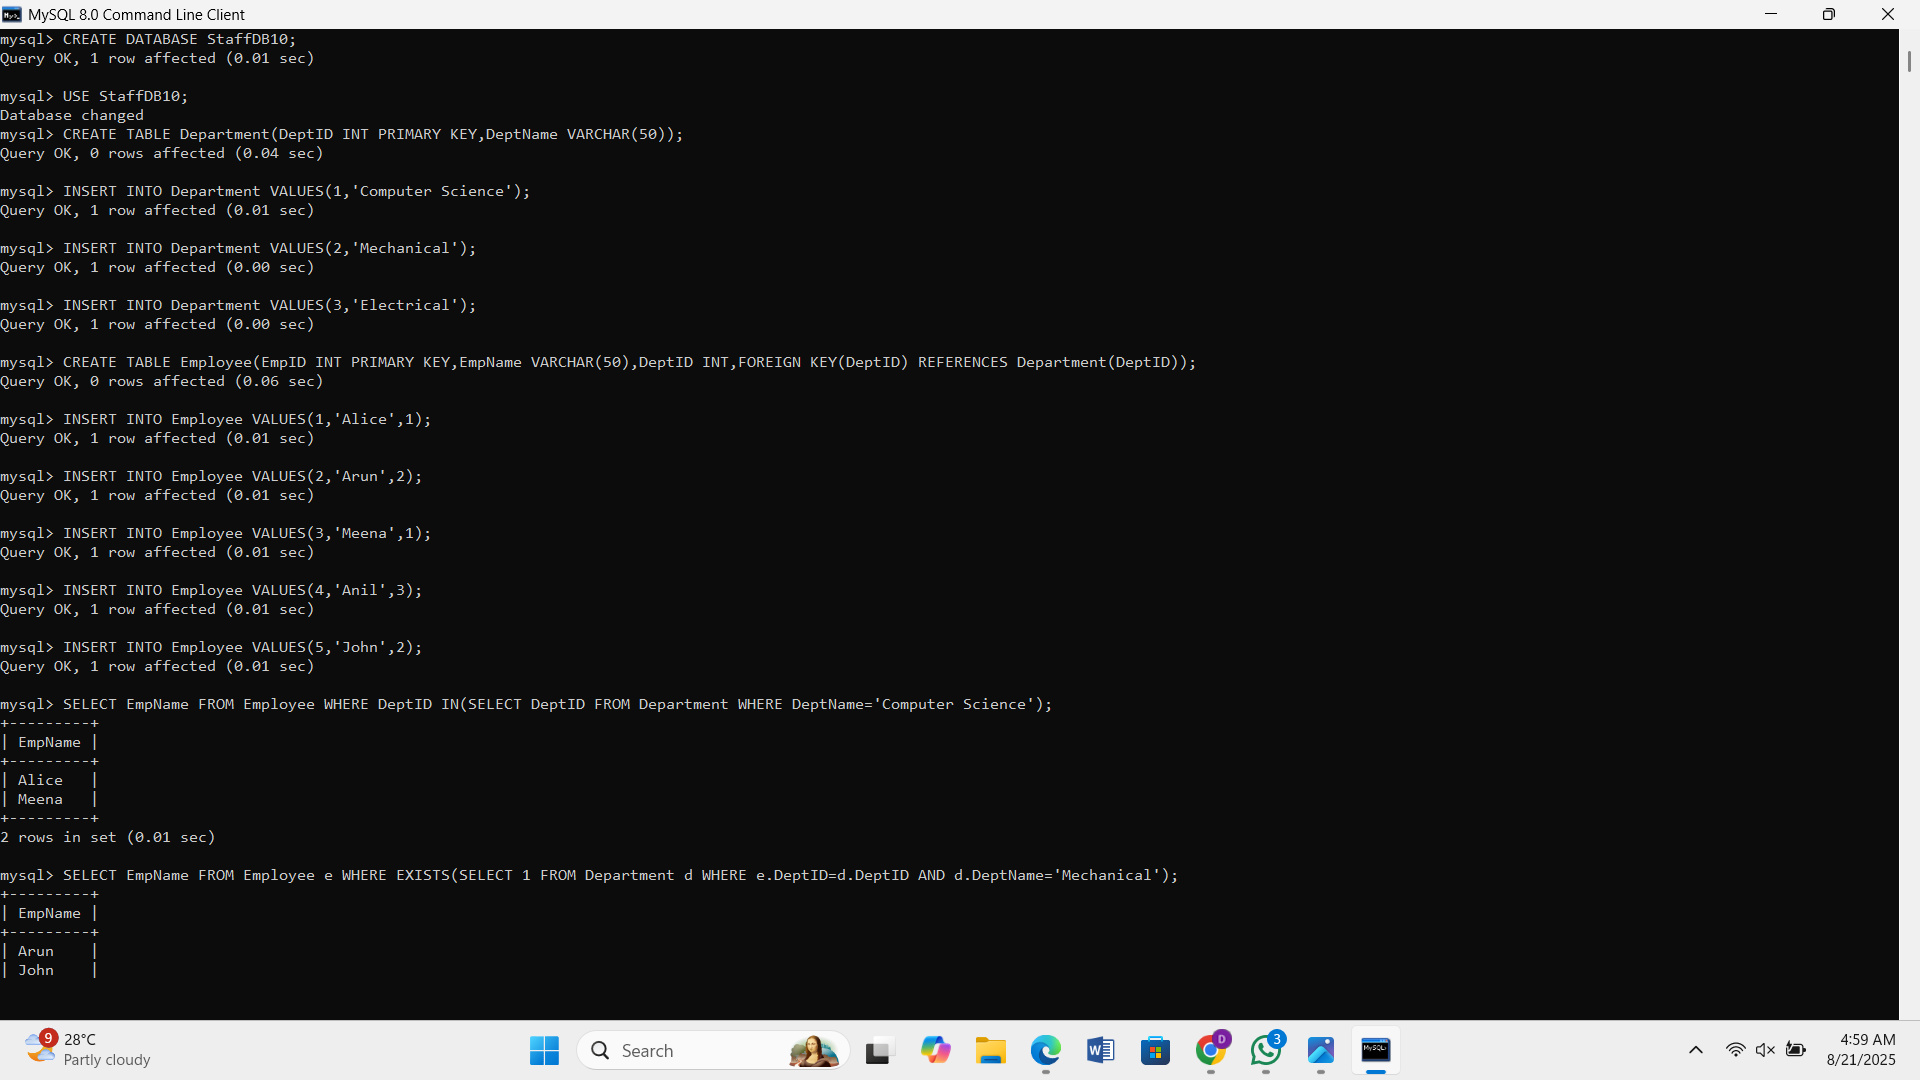 MySQL 8.0 Command Line Client
mysql> CREATE DATABASE StaffDB10;
Query OK, 1 row affected (0.01 sec)
mysql> USE StaffDB10;
Database changed
mysql> CREATE TABLE Department(DeptID INT PRIMARY KEY,DeptName VARCHAR(50));
Query OK, 0 rows affected (0.04 sec)
mysql> INSERT INTO Department VALUES(1,'Computer Science');
Query OK, 1 row affected (0.01 sec)
mysql> INSERT INTO Department VALUES(2,'Mechanical');
Query OK, 1 row affected (0.00 sec)
mysql> INSERT INTO Department VALUES(3,'Electrical');
Query OK, 1 row affected (0.00 sec)
mysql> CREATE TABLE Employee(EmpID INT PRIMARY KEY,EmpName VARCHAR(50),DeptID INT,FOREIGN KEY(DeptID) REFERENCES Department(DeptID));
Query OK, 0 rows affected (0.06 sec)
mysql> INSERT INTO Employee VALUES(1,'Alice',1);
Query OK, 1 row affected (0.01 sec)
mysql> INSERT INTO Employee VALUES(2,'Arun',2);
Query OK, 1 row affected (0.01 sec)
mysql> INSERT INTO Employee VALUES(3,'Meena',1);
Query OK, 1 row affected (0.01 sec)
mysql> INSERT INTO Employee VALUES(4,'Anil',3);
Query OK, 1 row affected (0.01 sec)
mysql> INSERT INTO Employee VALUES(5,'John',2);
Query OK, 1 row affected (0.01 sec)
mysql> SELECT EmpName FROM Employee WHERE DeptID IN(SELECT DeptID FROM Department WHERE DeptName='Computer Science');
+---------+
| EmpName |
+---------+
| Alice   |
| Meena   |
+---------+
2 rows in set (0.01 sec)
mysql> SELECT EmpName FROM Employee e WHERE EXISTS(SELECT 1 FROM Department d WHERE e.DeptID=d.DeptID AND d.DeptName='Mechanical');
+---------+
| EmpName |
+---------+
| Arun    |
| John    |
9
28°C
Partly cloudy
Search
D
3
4:59 AM
8/21/2025